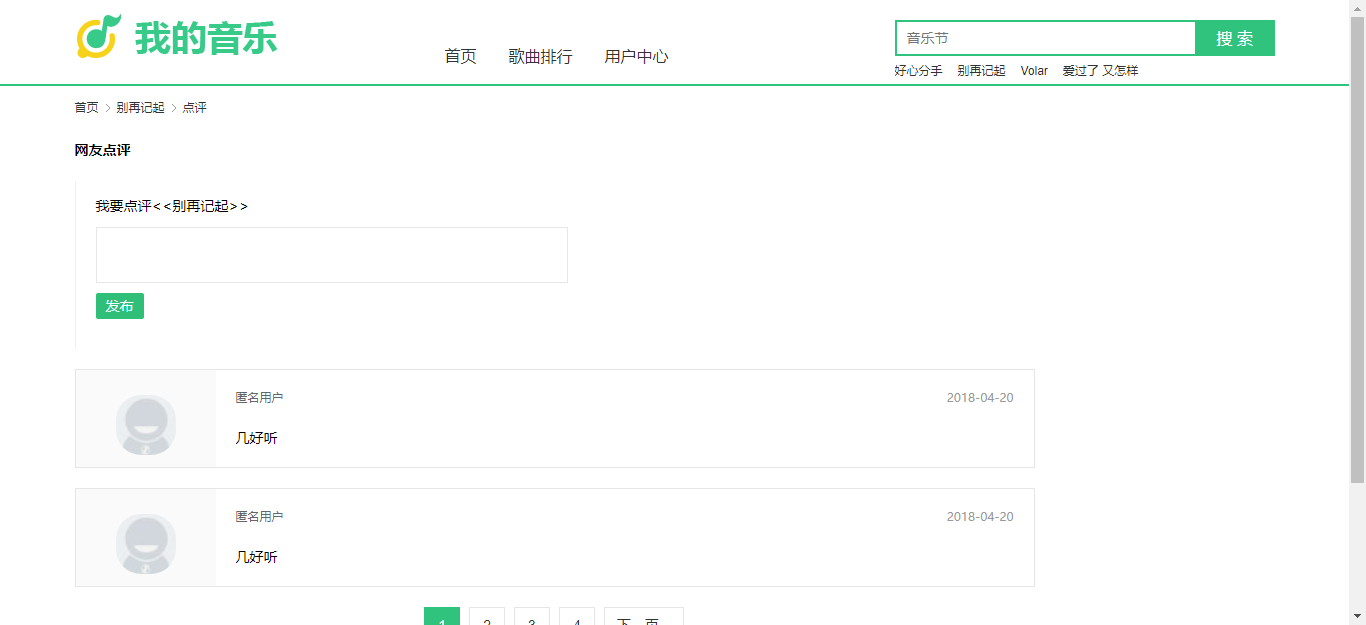 我的音乐
首页 歌曲排行 用户中心
音乐节 搜索
好心分手 别再记起 Volar 爱过了 又怎样
首页 > 别再记起 > 点评
网友点评
我要点评<<别再记起>>
发布
匿名用户 2018-04-20
几好听
匿名用户 2018-04-20
几好听
1 2 3 4 下一页